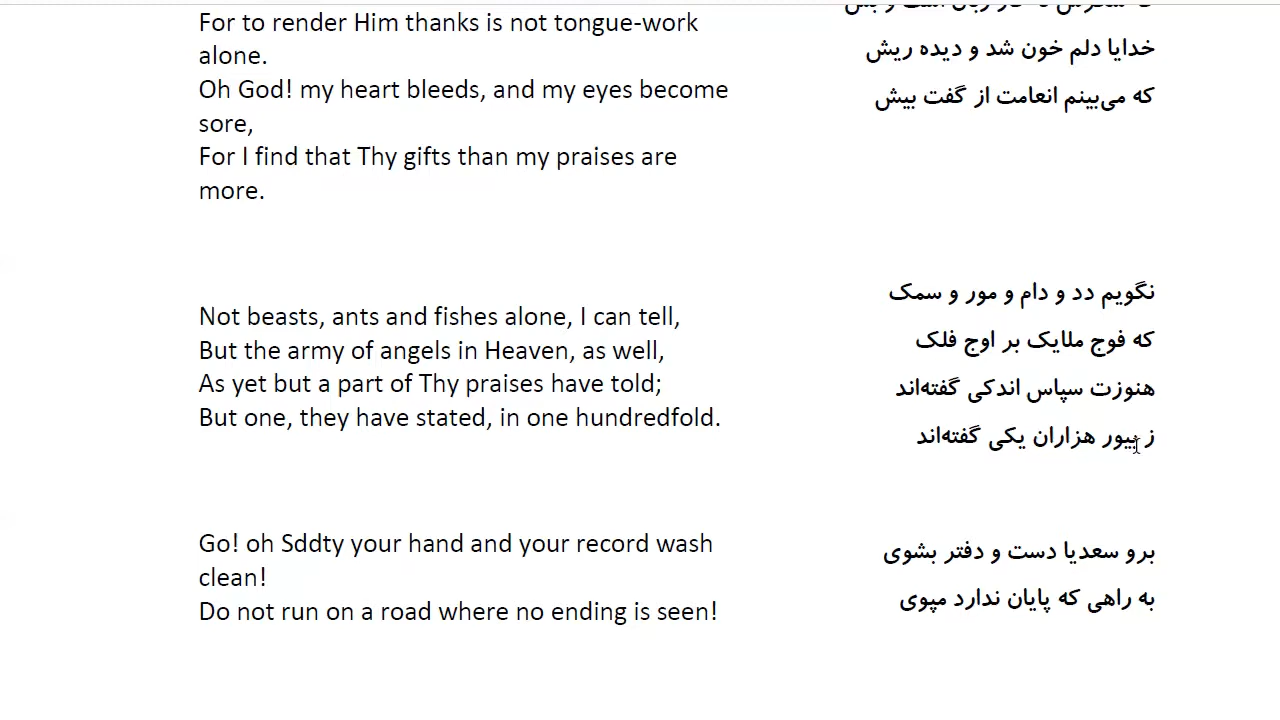 For to render Him thanks is not tongue-work
alone.
Oh God! my heart bleeds, and my eyes become
sore,
For I find that Thy gifts than my praises are
more.
خدایا دلم خون شد و دیده ریش
که می‌بینم انعامت از گفت بیش
Not beasts, ants and fishes alone, I can tell,
But the army of angels in Heaven, as well,
As yet but a part of Thy praises have told;
But one, they have stated, in one hundredfold.
نگویم دد و دام و مور و سمک
که فوج ملایک بر اوج فلک
هنوزت سپاس اندکی گفته‌اند
ز بیور هزاران یکی گفته‌اند
Go! oh Sddty your hand and your record wash
clean!
Do not run on a road where no ending is seen!
برو سعدیا دست و دفتر بشوی
به راهی که پایان ندارد مپوی